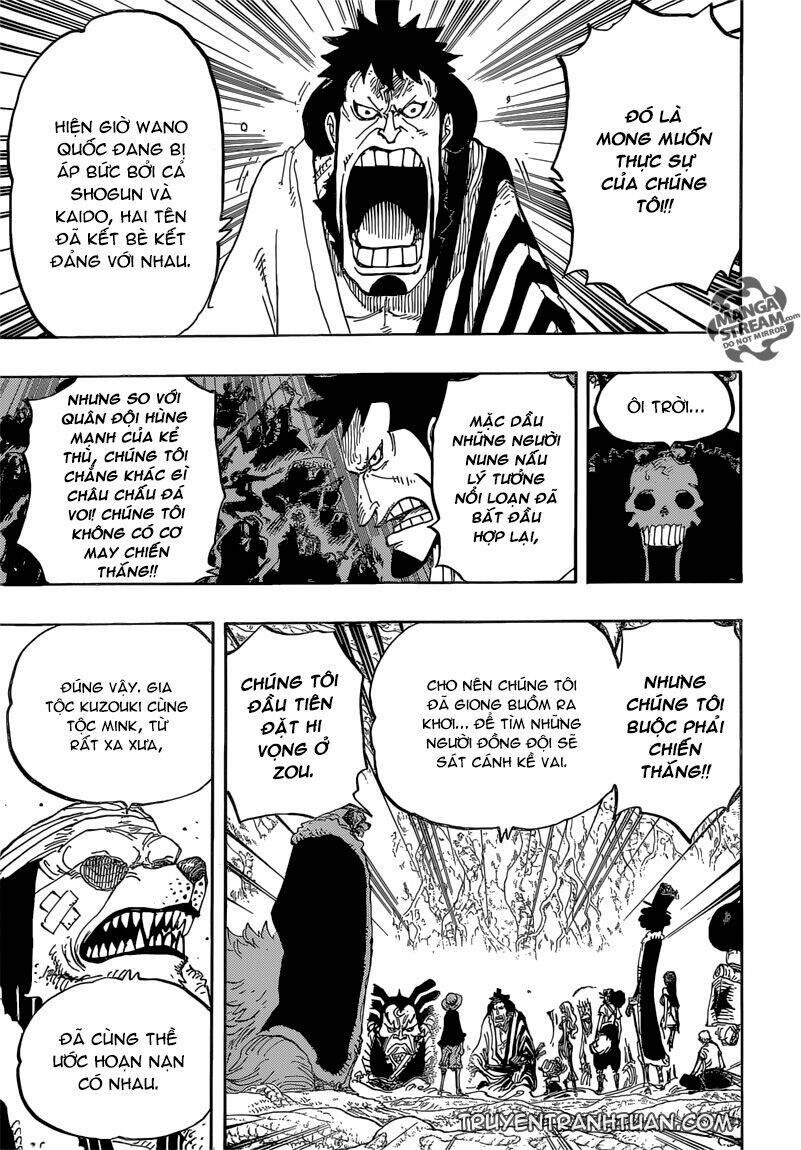 ĐÓ LÀ
MONG MUỐN
THỰC SỰ
CỦA CHÚNG
TÔI!!
HIỆN GIỜ WANO
QUỐC ĐANG BỊ
ÁP BỨC BỞI CẢ
SHOGUN VÀ
KAIDO, HAI TÊN
ĐÃ KẾT BÈ KẾT
ĐẢNG VỚI NHAU.
MANGA
STREAM.com
DO NOT MIRROR
ÔI TRỜI...
MẶC DẦU
NHỮNG NGƯỜI
NUNG NẤU
LÝ TƯỞNG
NỔI LOẠN ĐÃ
BẮT ĐẦU
HỢP LẠI,
NHƯNG SO VỚI
QUÂN ĐỘI HÙNG
MẠNH CỦA KẺ
THÙ, CHÚNG TÔI
CHẲNG KHÁC GÌ
CHÂU CHẤU ĐÁ
VOI! CHÚNG TÔI
KHÔNG CÓ CƠ
MAY CHIẾN
THẮNG!!
NHƯNG
CHÚNG TÔI
BUỘC PHẢI
CHIẾN
THẮNG!!
CHO NÊN CHÚNG TÔI
ĐÃ GIONG BUỒM RA
KHƠI... ĐỂ TÌM NHỮNG
NGƯỜI ĐỒNG ĐỘI SẼ
SÁT CÁNH KỀ VAI.
CHÚNG TÔI
ĐẦU TIÊN
ĐẶT HI
VỌNG Ở
ZOU.
ĐÚNG VẬY. GIA
TỘC KUZOUKI CÙNG
TỘC MINK, TỪ
RẤT XA XƯA,
ĐÃ CÙNG THỀ
ƯỚC HOẠN NẠN
CÓ NHAU.
TRUYENTRANHTUAN.COM